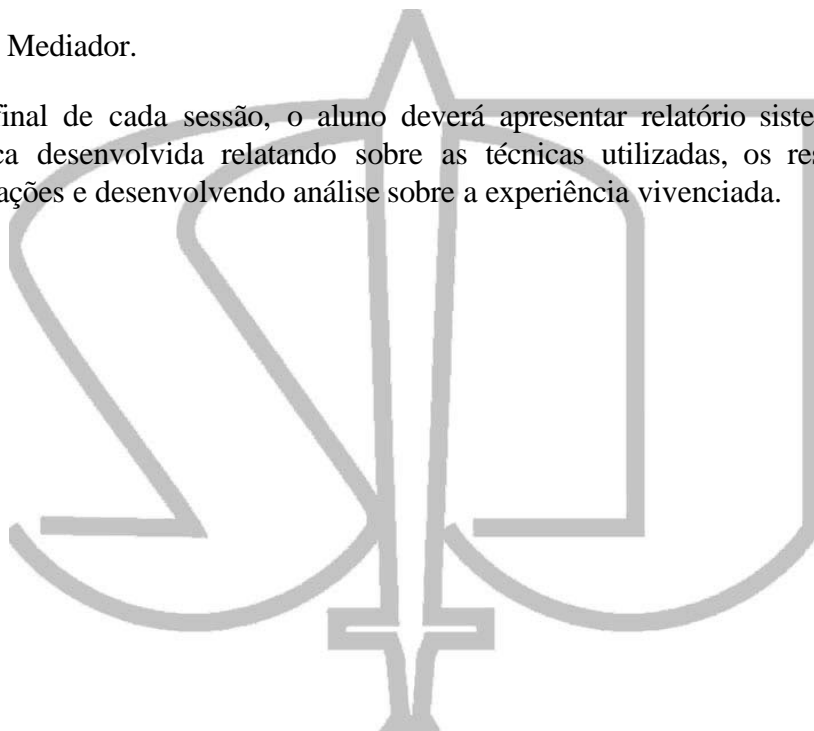 Mediador.
final de cada sessão, o aluno deverá apresentar relatório siste
ca desenvolvida relatando sobre as técnicas utilizadas, os res
ações e desenvolvendo análise sobre a experiência vivenciada.